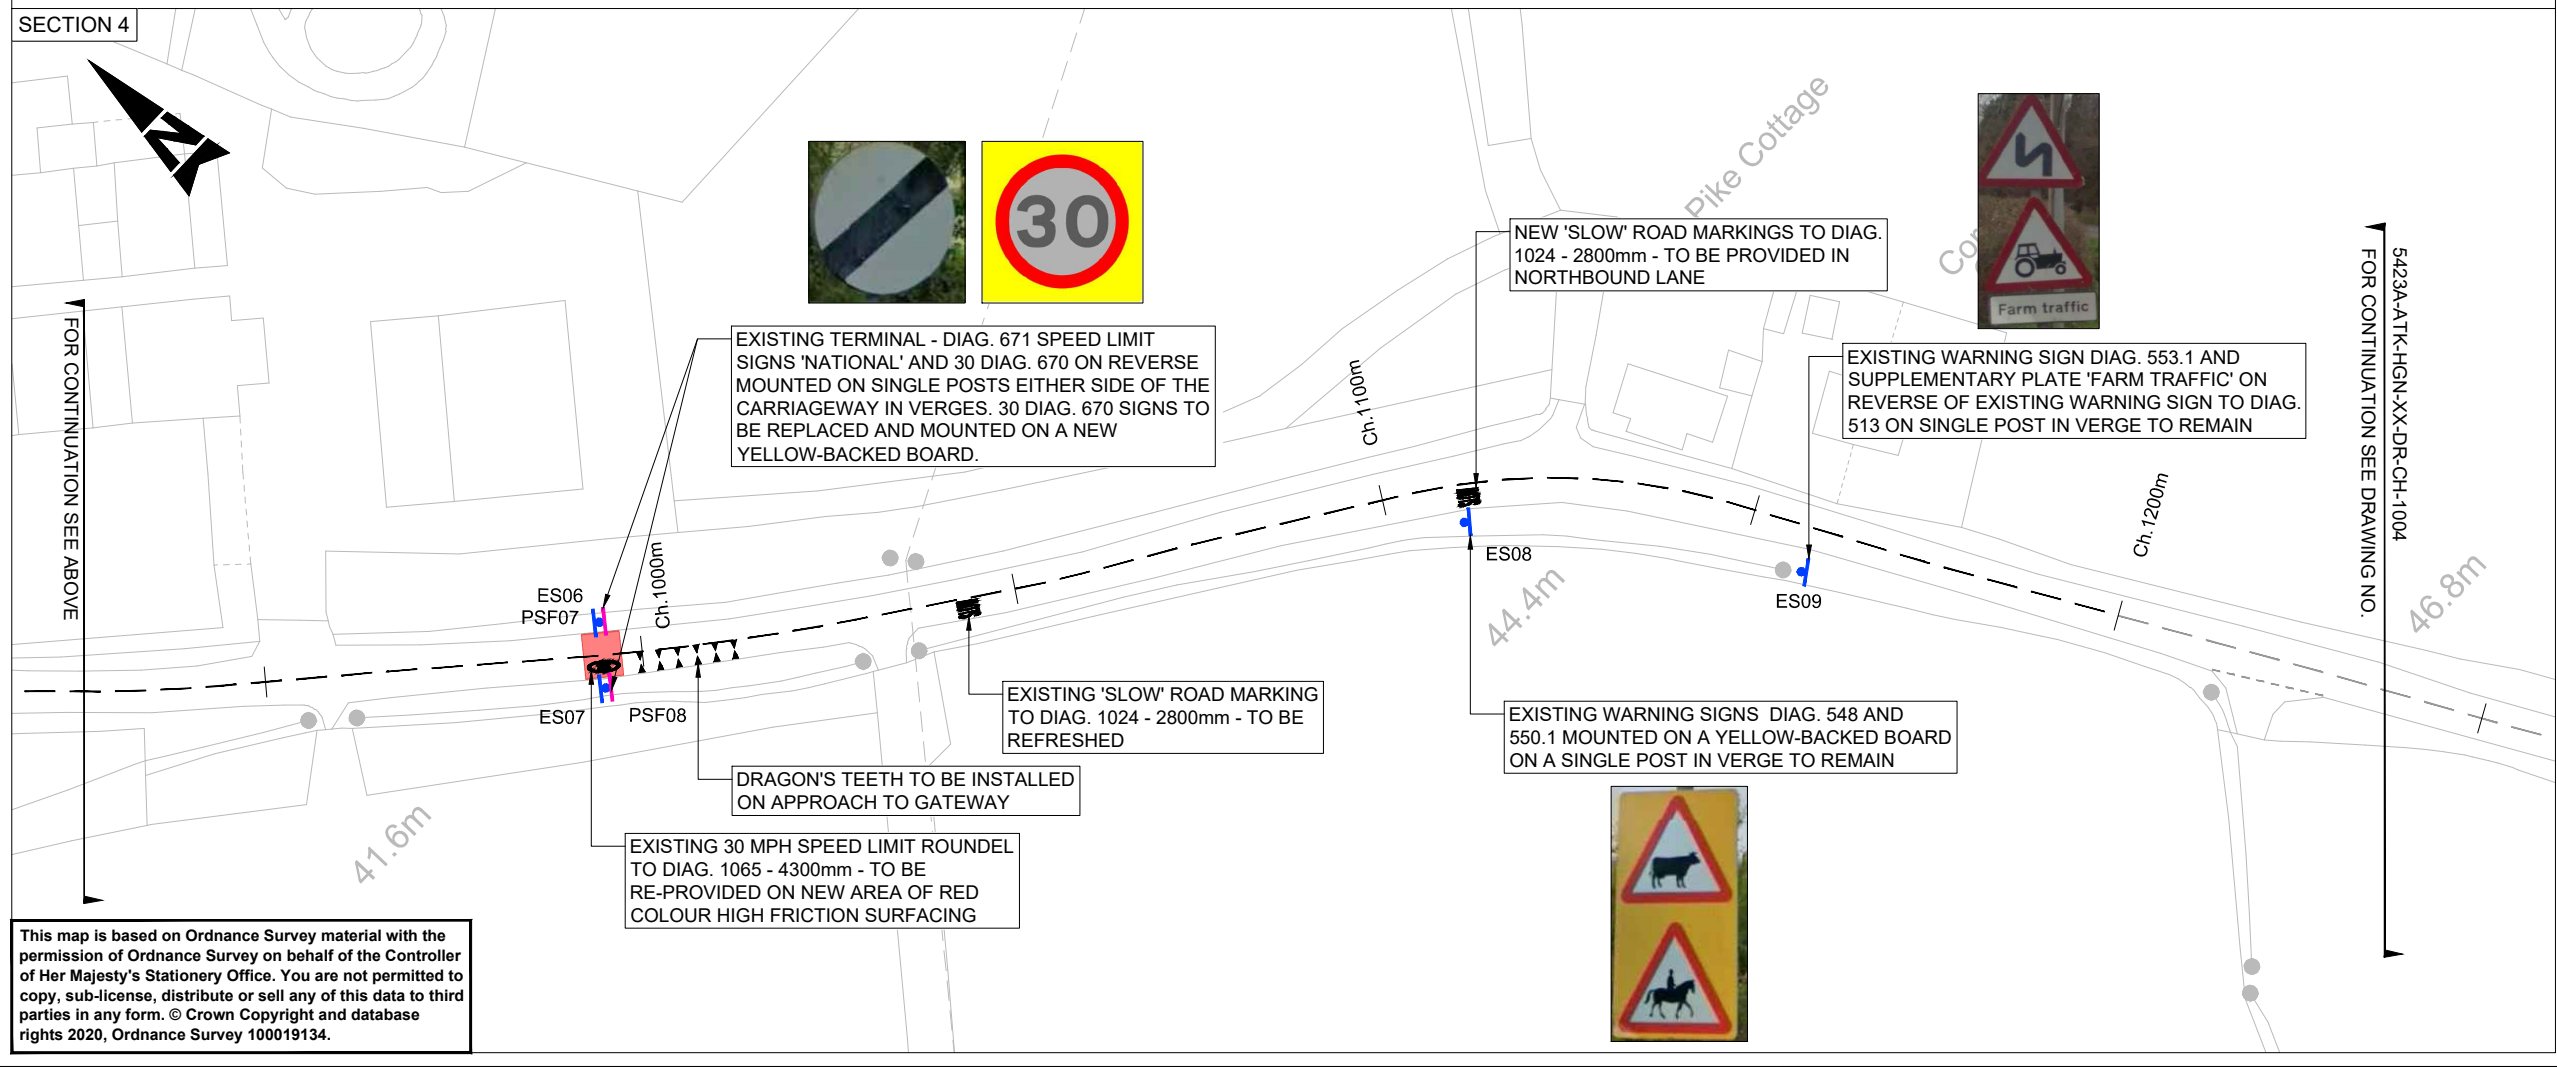 SECTION 4
N
FOR CONTINUATION SEE ABOVE
30
EXISTING TERMINAL - DIAG. 671 SPEED LIMIT
SIGNS 'NATIONAL' AND 30 DIAG. 670 ON REVERSE
MOUNTED ON SINGLE POSTS EITHER SIDE OF THE
CARRIAGEWAY IN VERGES. 30 DIAG. 670 SIGNS TO
BE REPLACED AND MOUNTED ON A NEW
YELLOW-BACKED BOARD.
Pike Cottage
NEW 'SLOW' ROAD MARKINGS TO DIAG.
1024 - 2800mm - TO BE PROVIDED IN
NORTHBOUND LANE
Farm traffic
EXISTING WARNING SIGN DIAG. 553.1 AND
SUPPLEMENTARY PLATE 'FARM TRAFFIC' ON
REVERSE OF EXISTING WARNING SIGN TO DIAG.
513 ON SINGLE POST IN VERGE TO REMAIN
5423A-ATK-HGN-XX-DR-CH-1004
FOR CONTINUATION SEE DRAWING NO.
Ch.1000m
Ch.1100m
Ch.1200m
ES06
PSF07
ES07
PSF08
ES08
ES09
44.4m
46.8m
41.6m
EXISTING 'SLOW' ROAD MARKING
TO DIAG. 1024 - 2800mm - TO BE
REFRESHED
EXISTING WARNING SIGNS DIAG. 548 AND
550.1 MOUNTED ON A YELLOW-BACKED BOARD
ON A SINGLE POST IN VERGE TO REMAIN
DRAGON'S TEETH TO BE INSTALLED
ON APPROACH TO GATEWAY
EXISTING 30 MPH SPEED LIMIT ROUNDEL
TO DIAG. 1065 - 4300mm - TO BE
RE-PROVIDED ON NEW AREA OF RED
COLOUR HIGH FRICTION SURFACING
This map is based on Ordnance Survey material with the
permission of Ordnance Survey on behalf of the Controller
of Her Majesty's Stationery Office. You are not permitted to
copy, sub-license, distribute or sell any of this data to third
parties in any form. © Crown Copyright and database
rights 2020, Ordnance Survey 100019134.